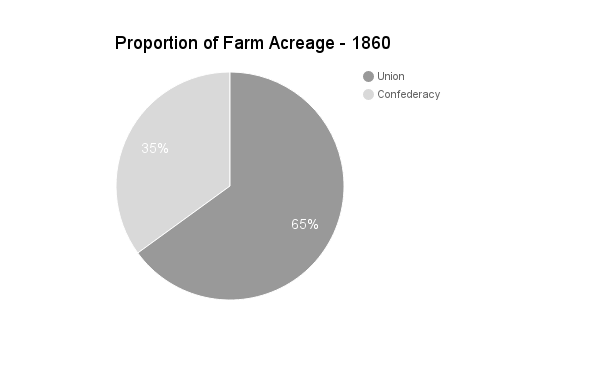 Proportion of Farm Acreage - 1860
Union
Confederacy
35%
65%